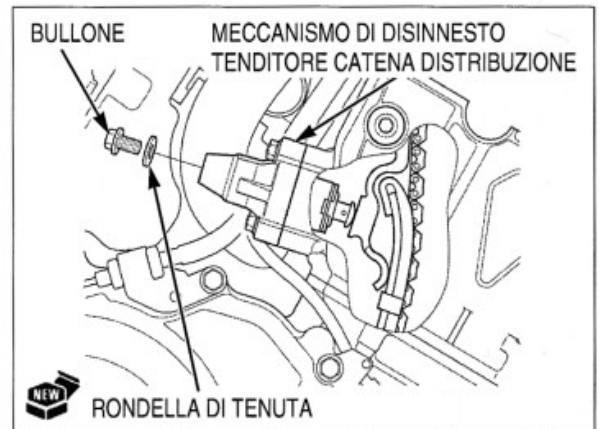 BULLONE
MECCANISMO DI DISINNESTO
TENDITORE CATENA DISTRIBUZIONE
NEW
RONDELLA DI TENUTA